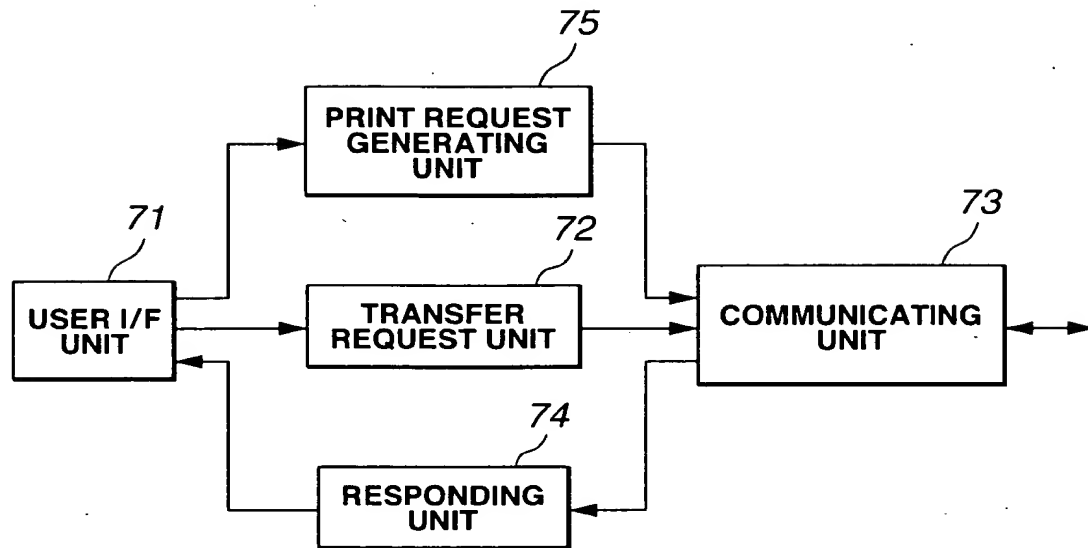 75
PRINT REQUEST
GENERATING
UNIT
71
USER I/F
UNIT
72
TRANSFER
REQUEST UNIT
73
COMMUNICATING
UNIT
74
RESPONDING
UNIT